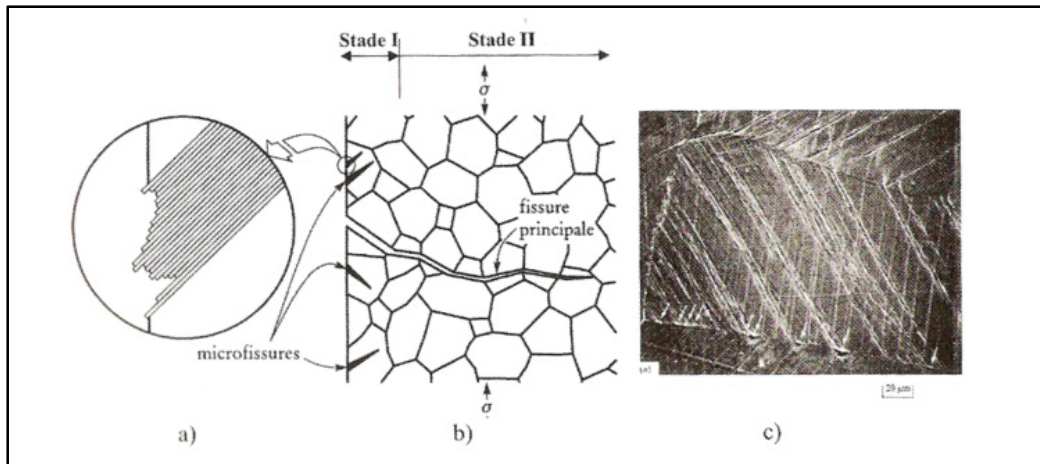 Stade I
Stade II
σ
fissure
principale
microfissures
σ
(a)
20 µm
a)
b)
c)